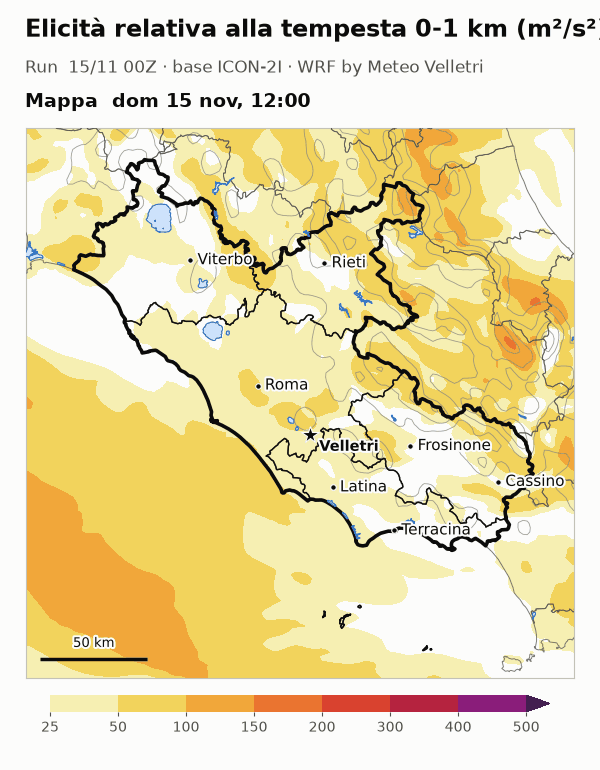 Elicità relativa alla tempesta 0-1 km (m²/s²)
Run 15/11 00Z · base ICON-2I · WRF by Meteo Velletri
Mappa dom 15 nov, 12:00
Viterbo
Rieti
Roma
Velletri
Frosinone
Cassino
Latina
Terracina
50 km
25 50 100 150 200 300 400 500